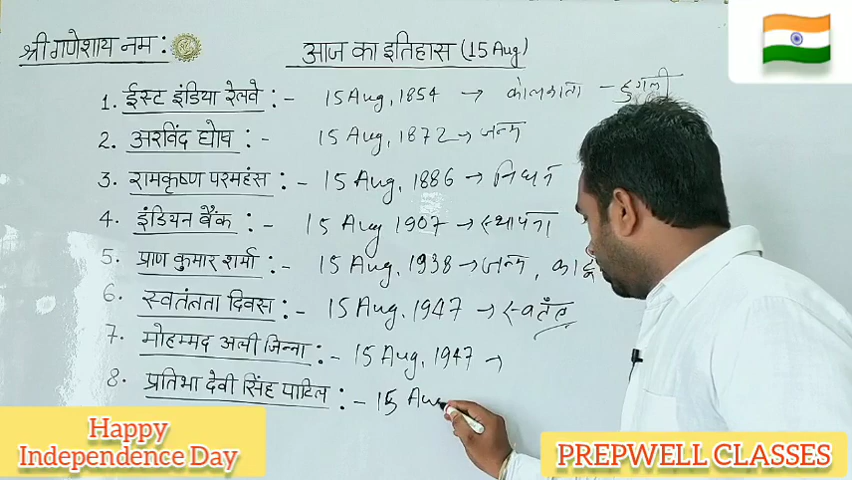 श्री गणेशाय नम:
आज का इतिहास (15 Aug)
1. ईस्ट इंडिया रेलवे :- 15 Aug, 1854 → कोलकाता - हुगली
2. अरविंद घोष :- 15 Aug, 1872 → जन्म
3. रामकृष्ण परमहंस :- 15 Aug, 1886 → निधन
4. इंडियन बैंक :- 15 Aug 1907 → स्थापना
5. प्राण कुमार शर्मा :- 15 Aug, 1938 → जन्म, कार्टू
6. स्वतंत्रता दिवस :- 15 Aug, 1947 → स्वतंत्र
7. मोहम्मद अली जिन्ना :- 15 Aug, 1947 →
8. प्रतिभा देवी सिंह पाटिल :- 15 Aug
Happy
Independence Day
PREPWELL CLASSES